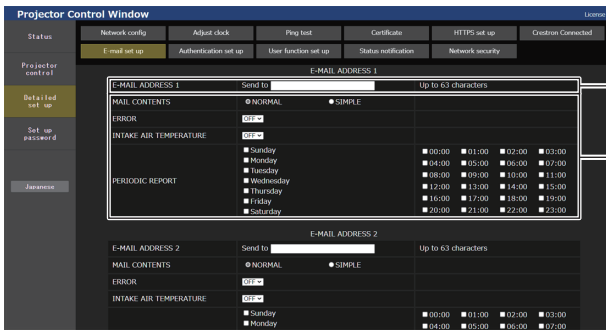 Projector Control Window
License
Status
Projector control
Detailed set up
Set up password
Japanese
Network config Adjust clock Ping test Certificate HTTPS set up Crestron Connected
E-mail set up Authentication set up User function set up Status notification Network security
E-MAIL ADDRESS 1
E-MAIL ADDRESS 1 Send to Up to 63 characters
MAIL CONTENTS NORMAL SIMPLE
ERROR OFF
INTAKE AIR TEMPERATURE OFF
PERIODIC REPORT
Sunday
Monday
Tuesday
Wednesday
Thursday
Friday
Saturday
00:00 01:00 02:00 03:00
04:00 05:00 06:00 07:00
08:00 09:00 10:00 11:00
12:00 13:00 14:00 15:00
16:00 17:00 18:00 19:00
20:00 21:00 22:00 23:00
E-MAIL ADDRESS 2
E-MAIL ADDRESS 2 Send to Up to 63 characters
MAIL CONTENTS NORMAL SIMPLE
ERROR OFF
INTAKE AIR TEMPERATURE OFF
Sunday
Monday
00:00 01:00 02:00 03:00
04:00 05:00 06:00 07:00